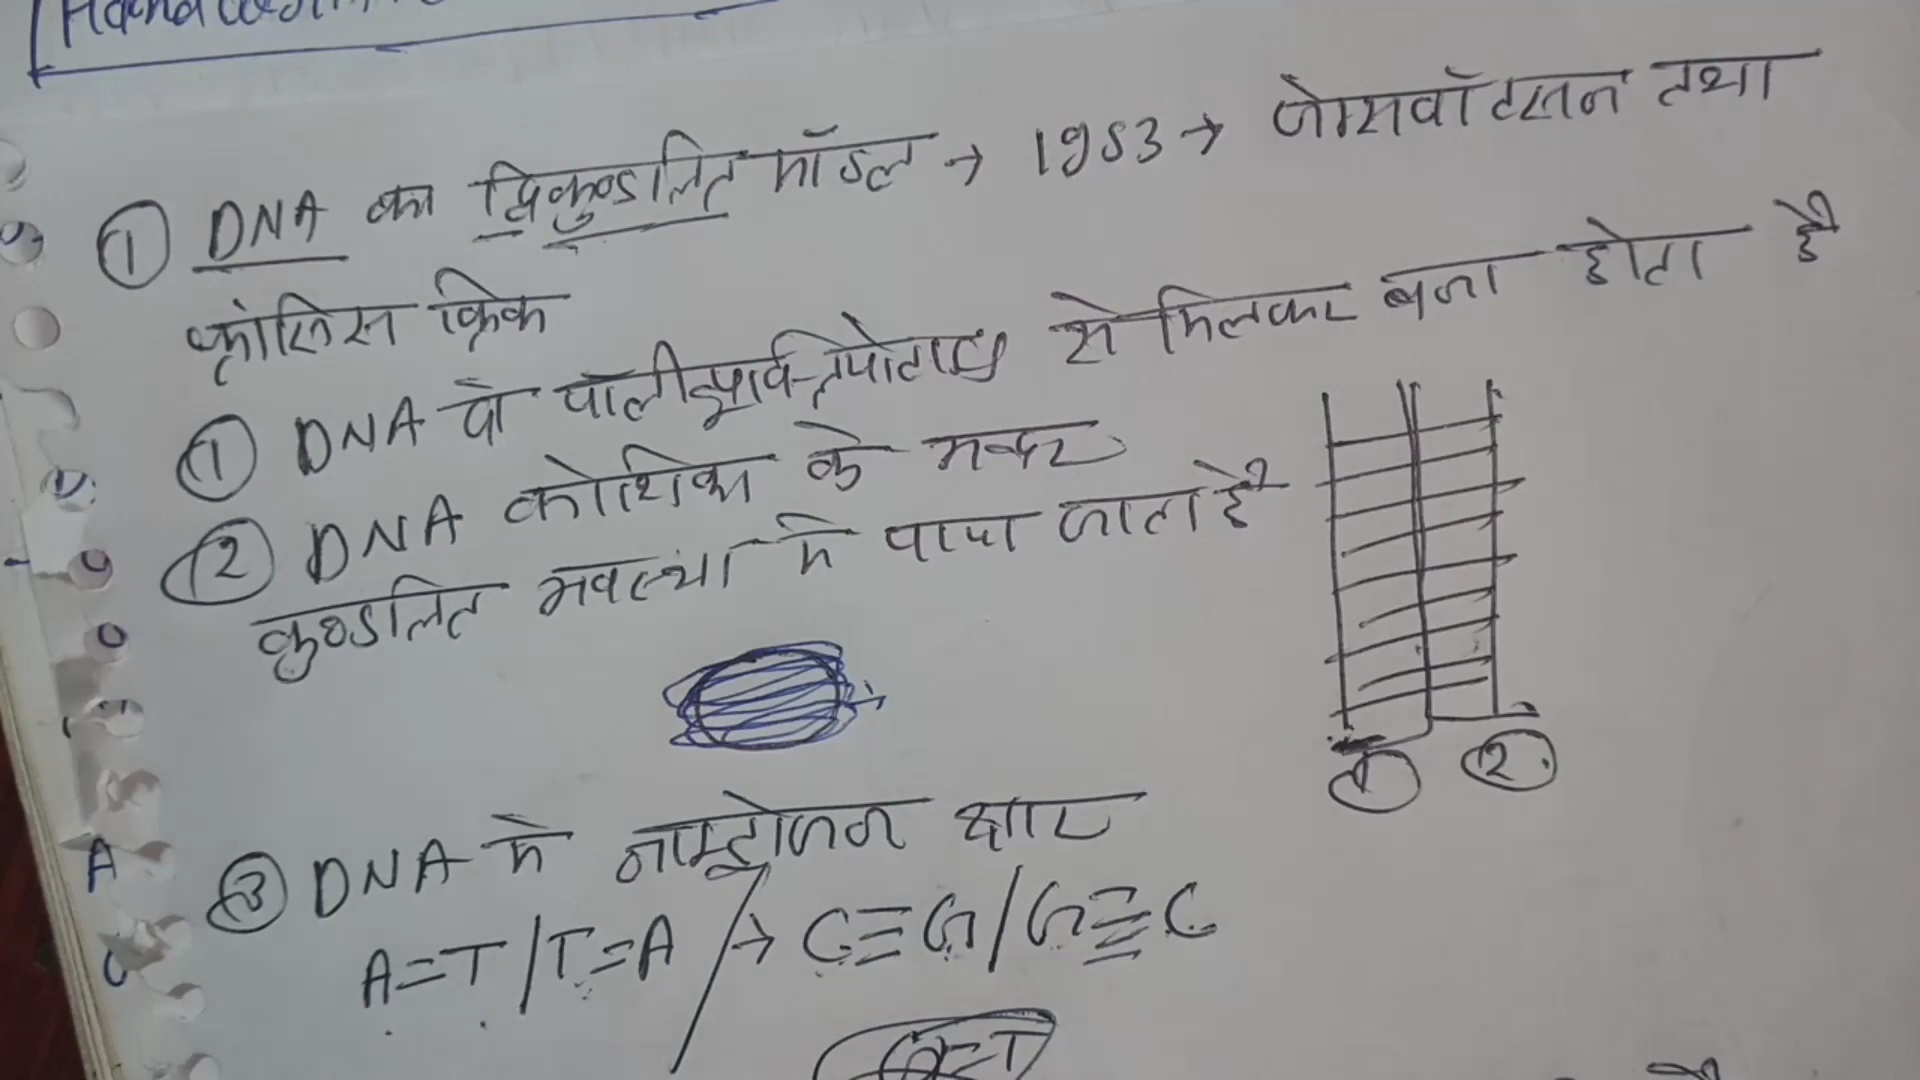 ① DNA का द्विकुण्डलित मॉडल → 1953 → जेम्सवॉटसन तथा
फ्रांसिस क्रिक
① DNA दो पॉली से मिलकर बना होता है
② DNA कोशिका के अन्दर
कुण्डलित अवस्था में पाया जाता है
① ②
③ DNA में नाइट्रोजन क्षार
A=T/T=A/→ C≡G/G≡C
A